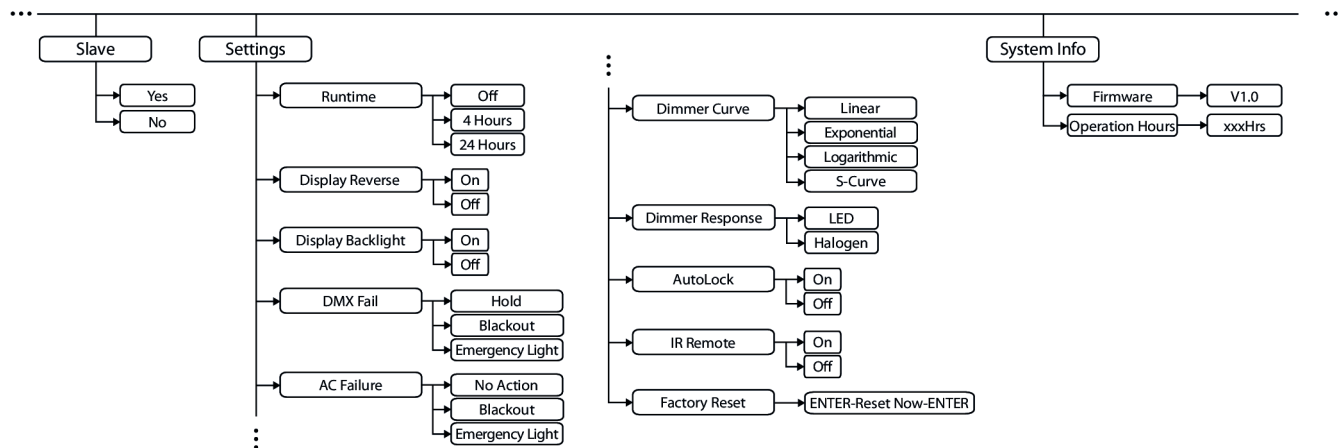 Slave
Yes
No
Settings
Runtime
Off
4 Hours
24 Hours
Display Reverse
On
Off
Display Backlight
On
Off
DMX Fail
Hold
Blackout
Emergency Light
AC Failure
No Action
Blackout
Emergency Light
Dimmer Curve
Linear
Exponential
Logarithmic
S-Curve
Dimmer Response
LED
Halogen
AutoLock
On
Off
IR Remote
On
Off
Factory Reset
ENTER-Reset Now-ENTER
System Info
Firmware
V1.0
Operation Hours
xxxHrs